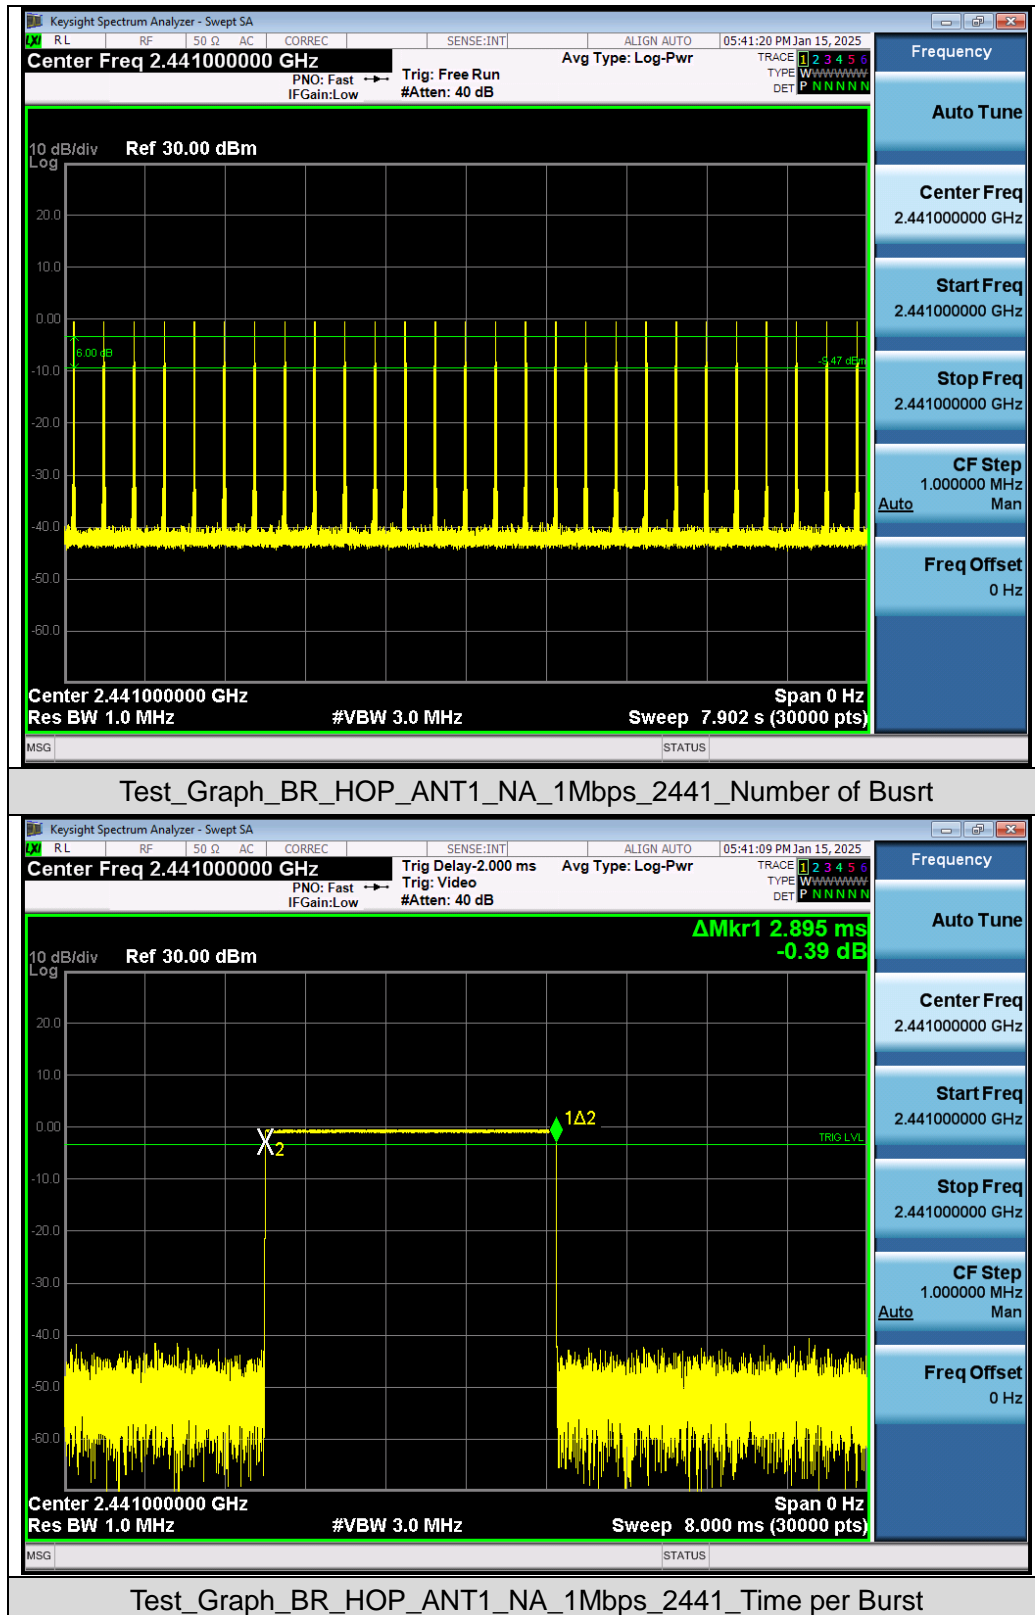 Keysight Spectrum Analyzer - Swept SA
LXI RL RF 50 Ω AC CORREC SENSE:INT ALIGN AUTO 05:41:20 PM Jan 15, 2025
Center Freq 2.441000000 GHz
PNO: Fast
IFGain:Low
Trig: Free Run
#Atten: 40 dB
Avg Type: Log-Pwr
TRACE 1 2 3 4 5 6
TYPE WWWWWW
DET P N N N N N
10 dB/div Ref 30.00 dBm
Log
20.0
10.0
0.00
-10.0
-20.0
-30.0
-40.0
-50.0
-60.0
6.00 dB
-9.47 dBm
Center 2.441000000 GHz Span 0 Hz
Res BW 1.0 MHz #VBW 3.0 MHz Sweep 7.902 s (30000 pts)
MSG STATUS
Frequency
Auto Tune
Center Freq
2.441000000 GHz
Start Freq
2.441000000 GHz
Stop Freq
2.441000000 GHz
CF Step
1.000000 MHz
Auto Man
Freq Offset
0 Hz
Test_Graph_BR_HOP_ANT1_NA_1Mbps_2441_Number of Busrt
Keysight Spectrum Analyzer - Swept SA
LXI RL RF 50 Ω AC CORREC SENSE:INT ALIGN AUTO 05:41:09 PM Jan 15, 2025
Center Freq 2.441000000 GHz
PNO: Fast
IFGain:Low
Trig Delay-2.000 ms
Trig: Video
#Atten: 40 dB
Avg Type: Log-Pwr
TRACE 1 2 3 4 5 6
TYPE WWWWWW
DET P N N N N N
ΔMkr1 2.895 ms
-0.39 dB
10 dB/div Ref 30.00 dBm
Log
20.0
10.0
0.00
-10.0
-20.0
-30.0
-40.0
-50.0
-60.0
1Δ2
2
TRIG LVL
Center 2.441000000 GHz Span 0 Hz
Res BW 1.0 MHz #VBW 3.0 MHz Sweep 8.000 ms (30000 pts)
MSG STATUS
Frequency
Auto Tune
Center Freq
2.441000000 GHz
Start Freq
2.441000000 GHz
Stop Freq
2.441000000 GHz
CF Step
1.000000 MHz
Auto Man
Freq Offset
0 Hz
Test_Graph_BR_HOP_ANT1_NA_1Mbps_2441_Time per Burst